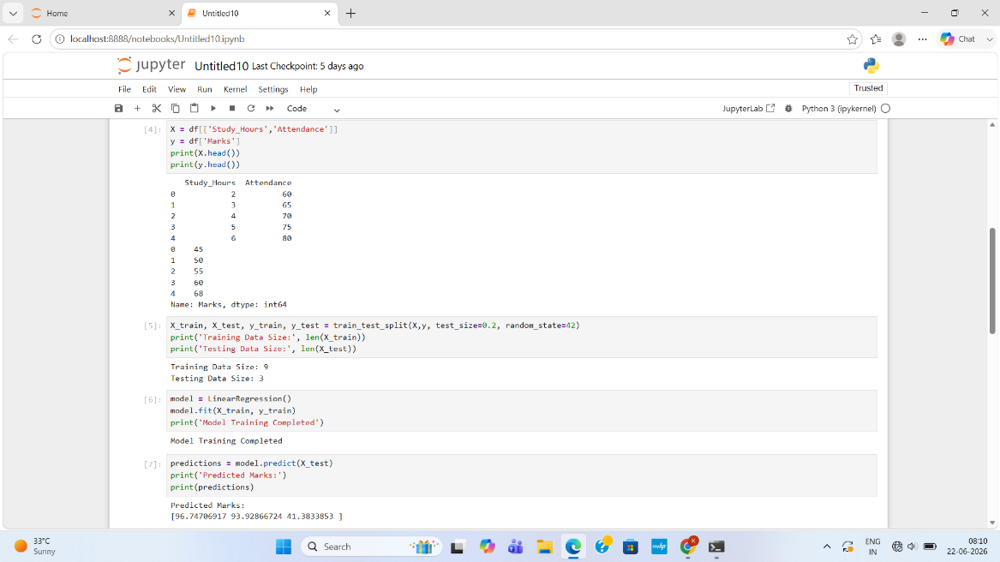 Home
Untitled10
localhost:8888/notebooks/Untitled10.ipynb
Chat
jupyter Untitled10 Last Checkpoint: 5 days ago
File Edit View Run Kernel Settings Help
Trusted
Code
JupyterLab
Python 3 (ipykernel)
[4]: X = df[['Study_Hours','Attendance']]
y = df['Marks']
print(X.head())
print(y.head())
Study_Hours Attendance
0 2 60
1 3 65
2 4 70
3 5 75
4 6 80
0 45
1 50
2 55
3 60
4 68
Name: Marks, dtype: int64
[5]: X_train, X_test, y_train, y_test = train_test_split(X,y, test_size=0.2, random_state=42)
print('Training Data Size:', len(X_train))
print('Testing Data Size:', len(X_test))
Training Data Size: 9
Testing Data Size: 3
[6]: model = LinearRegression()
model.fit(X_train, y_train)
print('Model Training Completed')
Model Training Completed
[7]: predictions = model.predict(X_test)
print('Predicted Marks:')
print(predictions)
Predicted Marks:
[96.74706917 93.92866724 41.3833853 ]
33°C
Sunny
Search
myhp
K
ENG
IN
08:10
22-06-2026